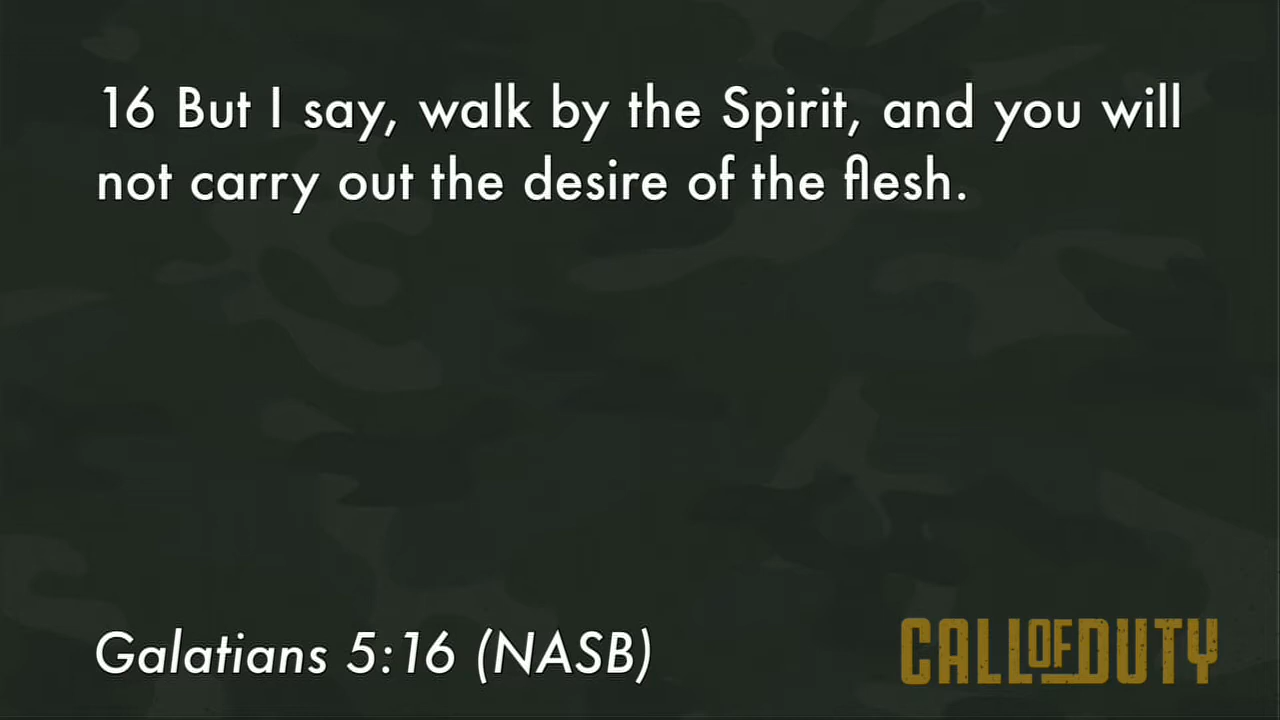 16 But I say, walk by the Spirit, and you will
not carry out the desire of the flesh.
Galatians 5:16 (NASB)
CALL OF DUTY